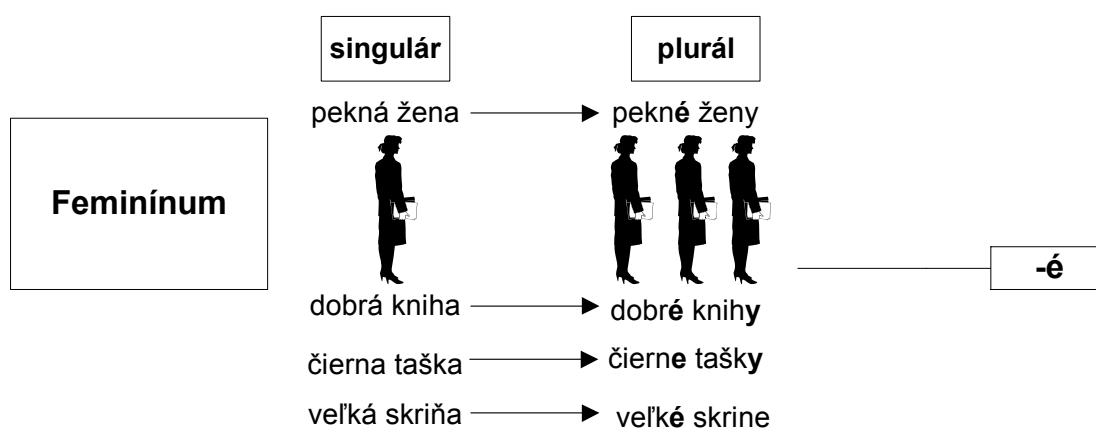 singulár plurál
pekná žena pekné ženy
Feminínum
-é
dobrá kniha dobré knihy
čierna taška čierne tašky
veľká skriňa veľké skrine